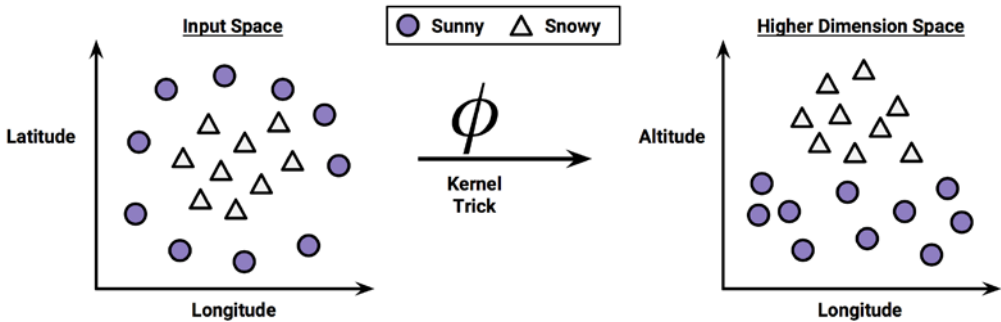 Input Space
Sunny Snowy
Higher Dimension Space
Latitude
ϕ
Kernel
Trick
Longitude
Altitude
Longitude